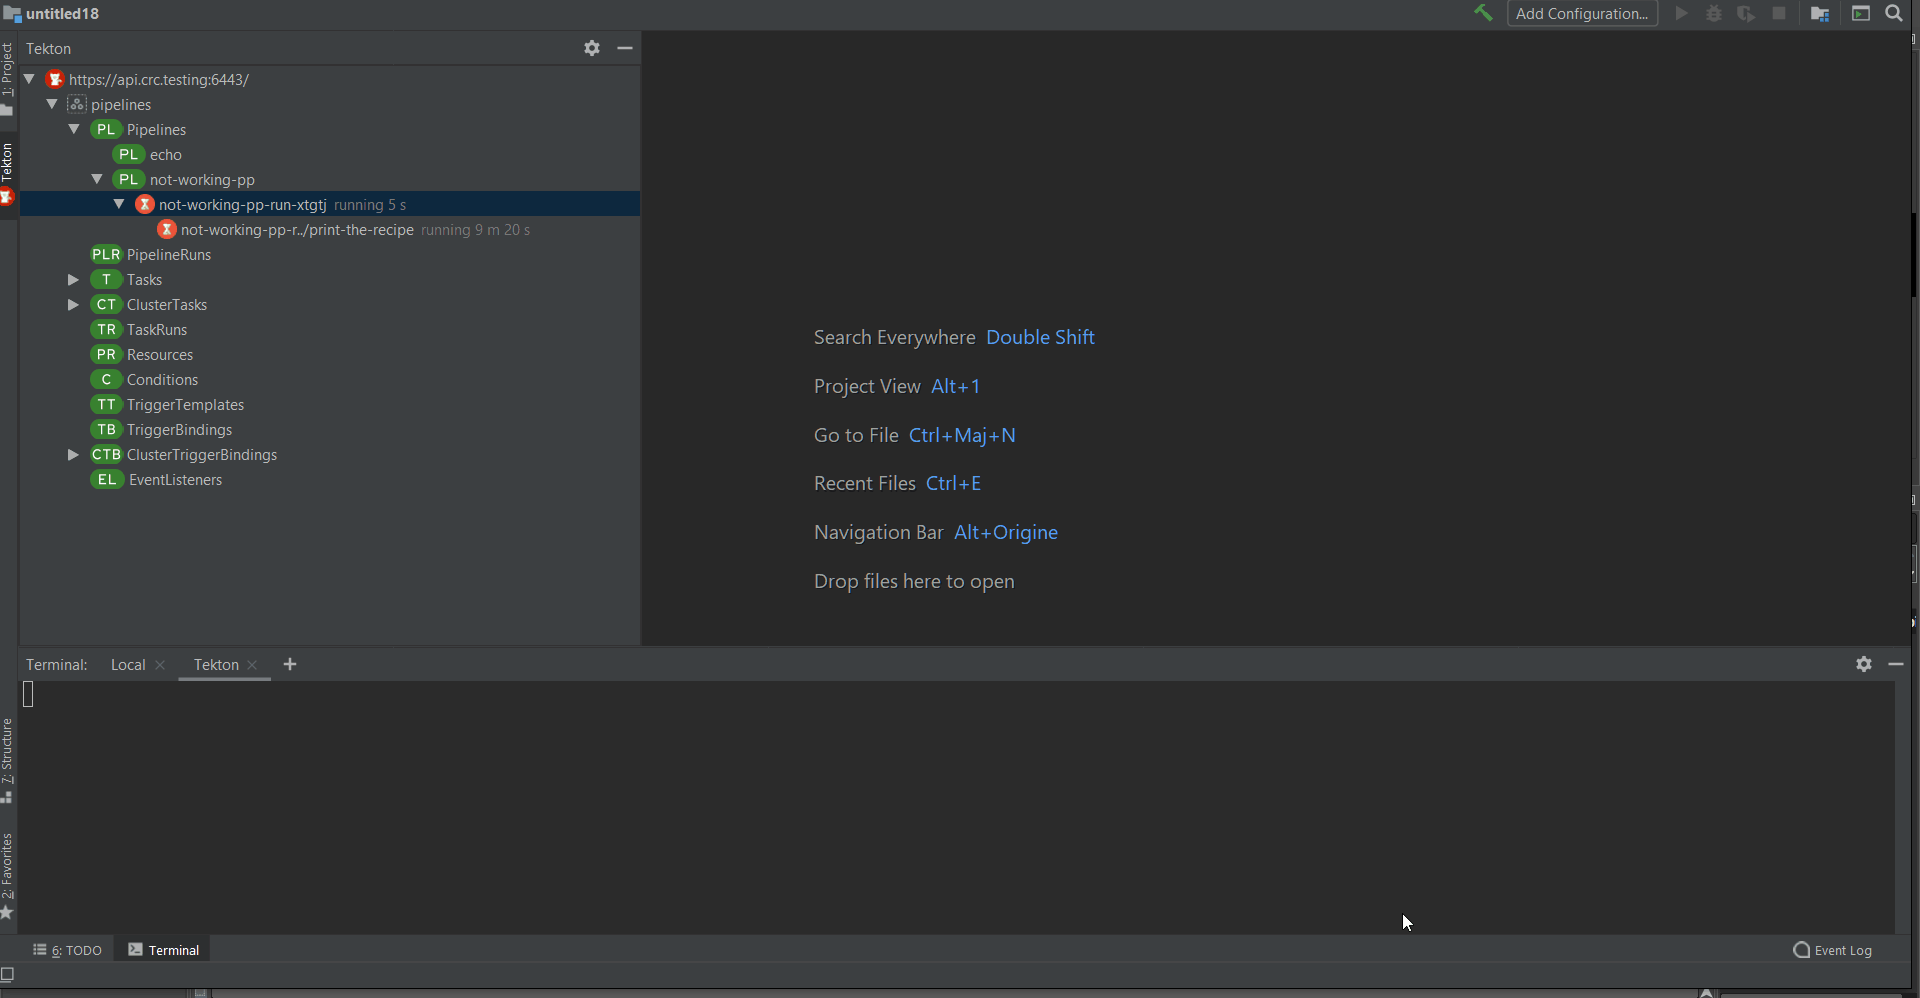 untitled18
Add Configuration...
1: Project
Tekton
Tekton
https://api.crc.testing:6443/
pipelines
PL Pipelines
PL echo
PL not-working-pp
not-working-pp-run-xtgtj running 5 s
not-working-pp-r../print-the-recipe running 9 m 20 s
PLR PipelineRuns
T Tasks
CT ClusterTasks
TR TaskRuns
PR Resources
C Conditions
TT TriggerTemplates
TB TriggerBindings
CTB ClusterTriggerBindings
EL EventListeners
Search Everywhere Double Shift
Project View Alt+1
Go to File Ctrl+Maj+N
Recent Files Ctrl+E
Navigation Bar Alt+Origine
Drop files here to open
Terminal: Local Tekton
7: Structure
2: Favorites
6: TODO Terminal Event Log